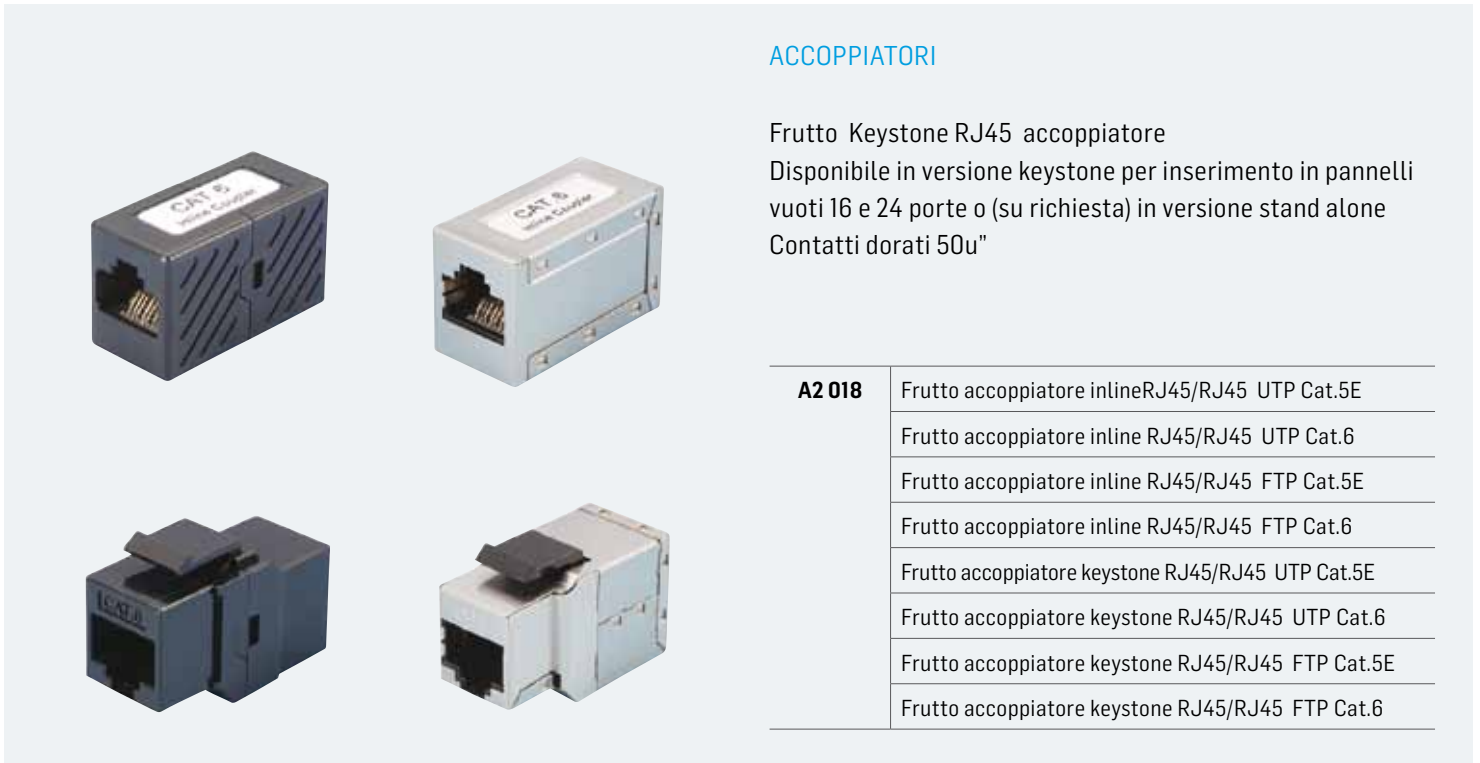 ACCOPPIATORI
Frutto Keystone RJ45 accoppiatore
Disponibile in versione keystone per inserimento in pannelli
vuoti 16 e 24 porte o (su richiesta) in versione stand alone
Contatti dorati 50u"
CAT. 6
Inline Coupler
CAT. 6
Inline Coupler
CAT.6
A2 018 Frutto accoppiatore inlineRJ45/RJ45 UTP Cat.5E
Frutto accoppiatore inline RJ45/RJ45 UTP Cat.6
Frutto accoppiatore inline RJ45/RJ45 FTP Cat.5E
Frutto accoppiatore inline RJ45/RJ45 FTP Cat.6
Frutto accoppiatore keystone RJ45/RJ45 UTP Cat.5E
Frutto accoppiatore keystone RJ45/RJ45 UTP Cat.6
Frutto accoppiatore keystone RJ45/RJ45 FTP Cat.5E
Frutto accoppiatore keystone RJ45/RJ45 FTP Cat.6